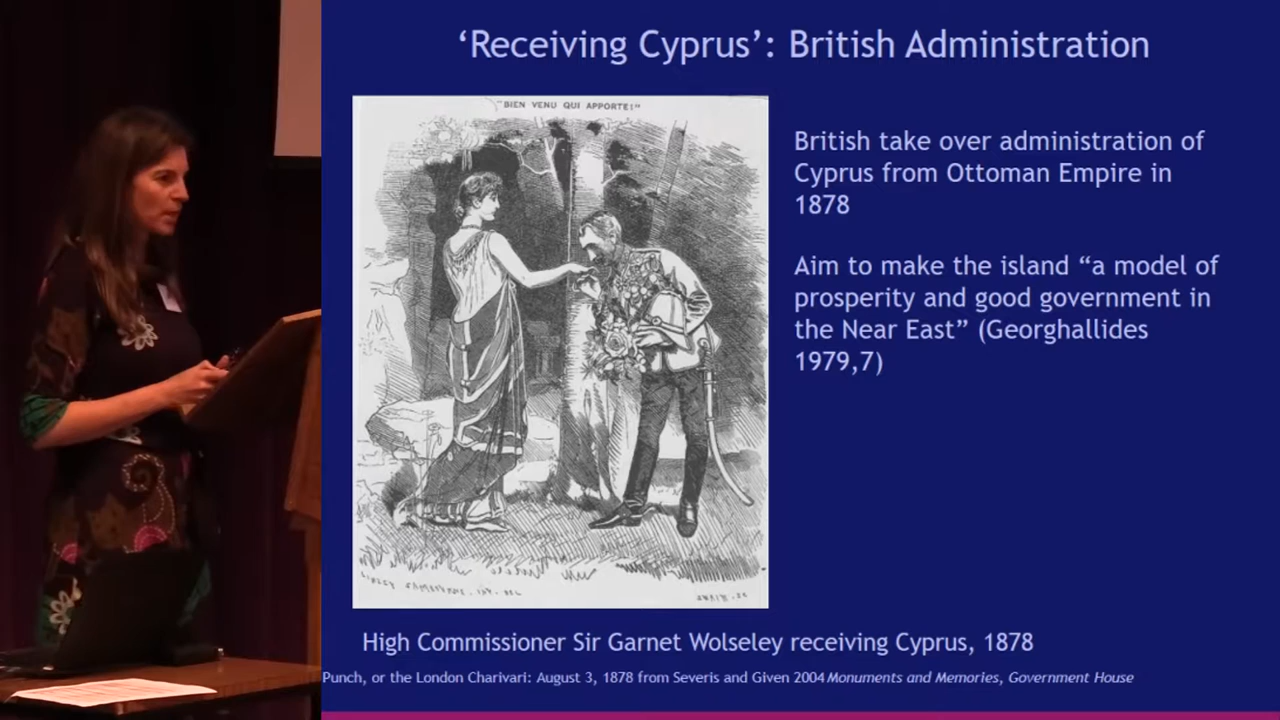 ‘Receiving Cyprus’: British Administration
"BIEN VENU QUI APPORTE!"
British take over administration of
Cyprus from Ottoman Empire in
1878
Aim to make the island “a model of
prosperity and good government in
the Near East” (Georghallides
1979,7)
High Commissioner Sir Garnet Wolseley receiving Cyprus, 1878
Punch, or the London Charivari: August 3, 1878 from Severis and Given 2004 Monuments and Memories, Government House